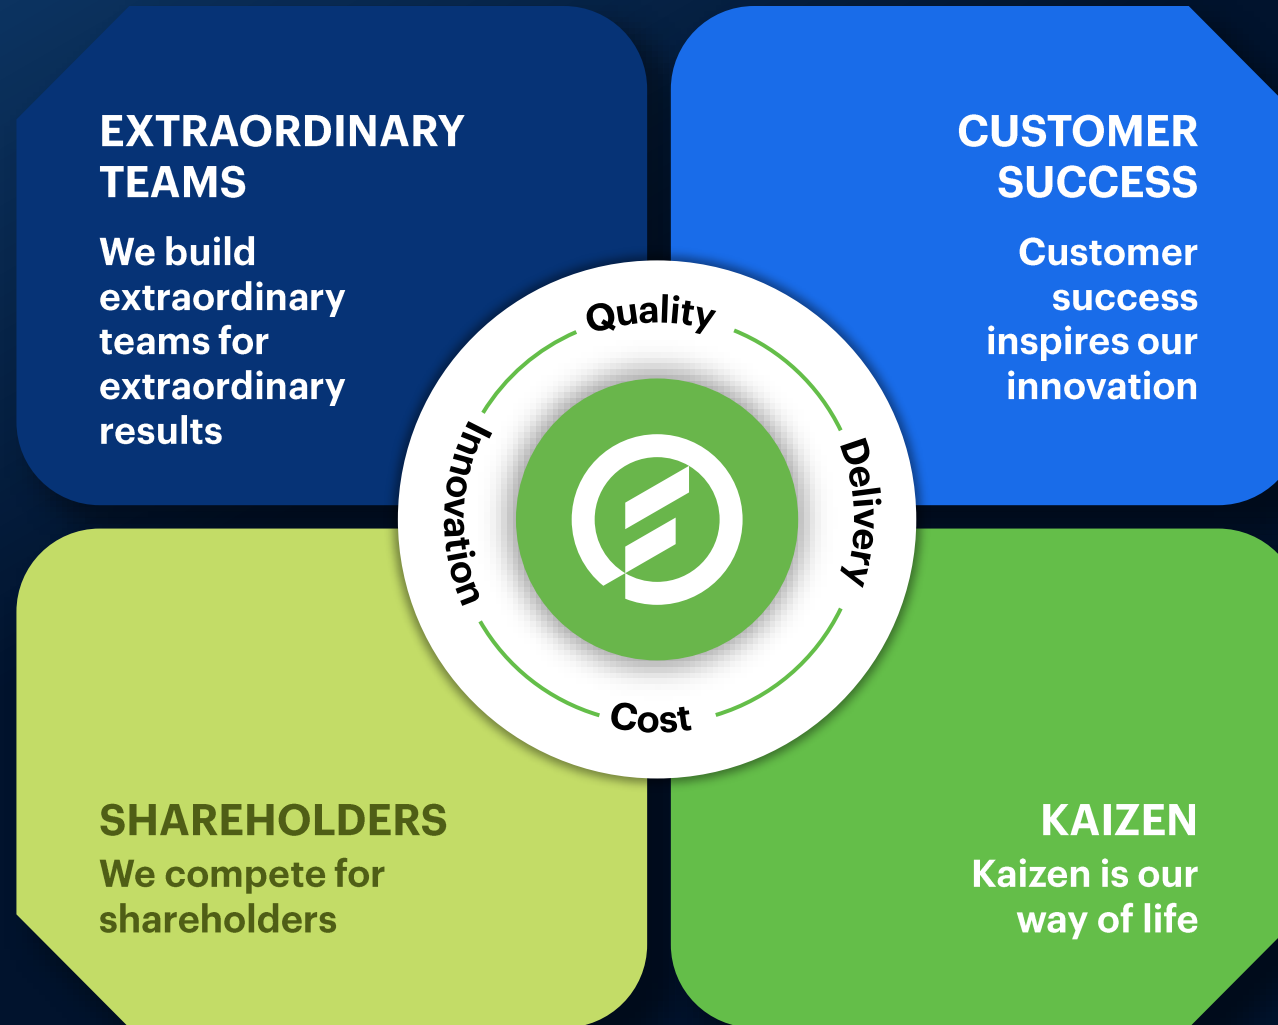 EXTRAORDINARY
TEAMS
We build
extraordinary
teams for
extraordinary
results
CUSTOMER
SUCCESS
Customer
success
inspires our
innovation
Quality
Delivery
Cost
Innovation
SHAREHOLDERS
We compete for
shareholders
KAIZEN
Kaizen is our
way of life